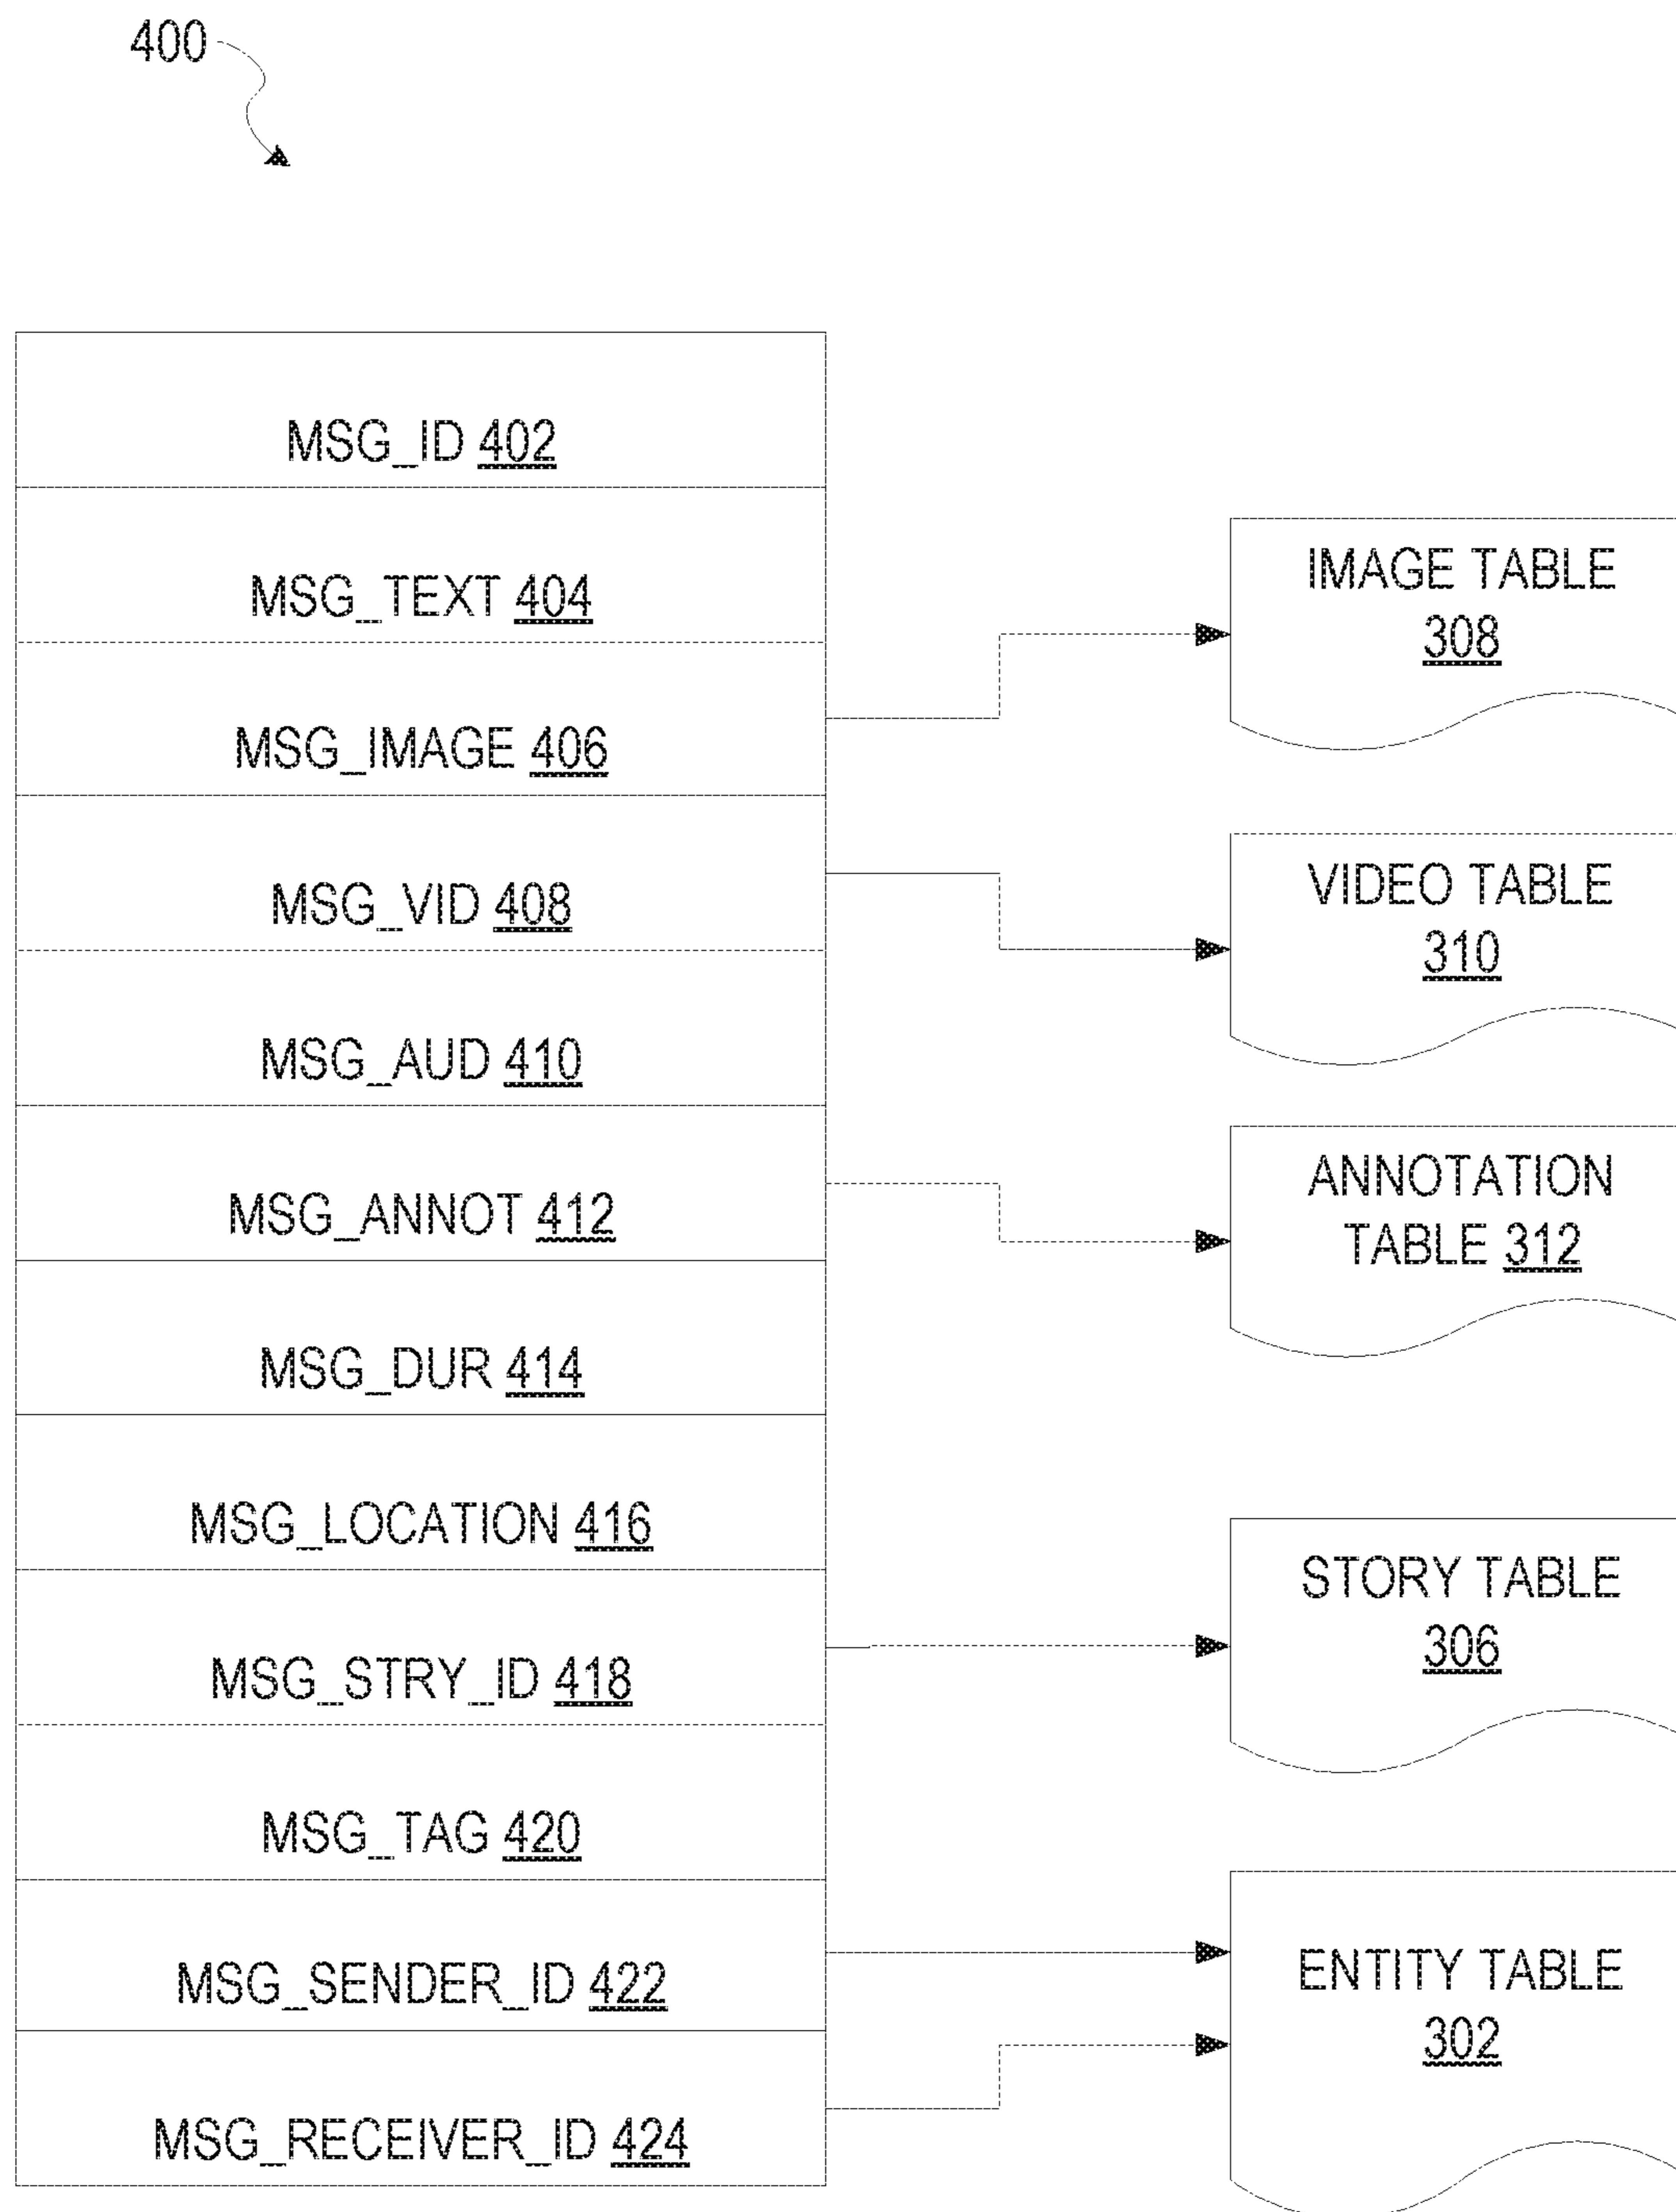 400
MSG_ID 402
MSG_TEXT 404
MSG_IMAGE 406
MSG_VID 408
MSG_AUD 410
MSG_ANNOT 412
MSG_DUR 414
MSG_LOCATION 416
MSG_STRY_ID 418
MSG_TAG 420
MSG_SENDER_ID 422
MSG_RECEIVER_ID 424
IMAGE TABLE
308
VIDEO TABLE
310
ANNOTATION
TABLE 312
STORY TABLE
306
ENTITY TABLE
302